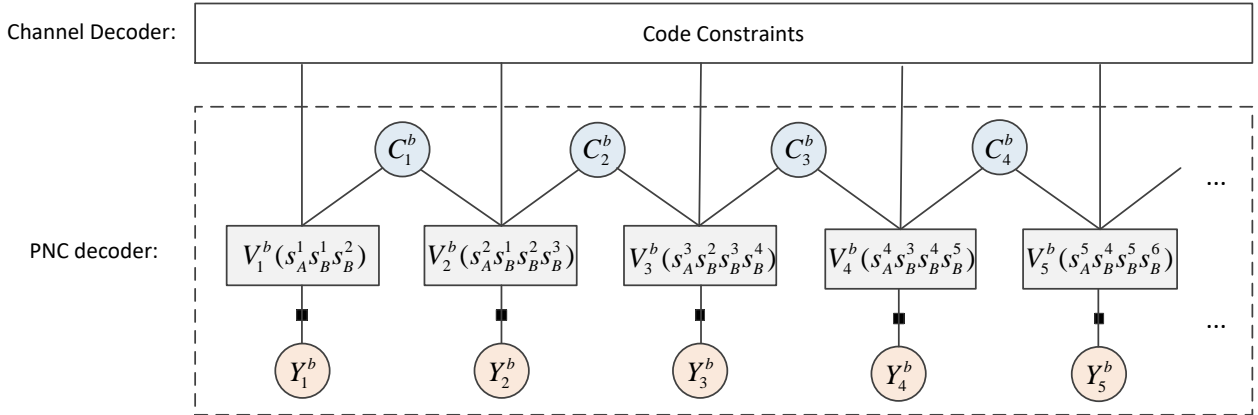 Channel Decoder: Code Constraints
C_1^b C_2^b C_3^b C_4^b
...
PNC decoder: V_1^b(s_A^1 s_B^1 s_B^2) V_2^b(s_A^2 s_B^1 s_B^2 s_B^3) V_3^b(s_A^3 s_B^2 s_B^3 s_B^4) V_4^b(s_A^4 s_B^3 s_B^4 s_B^5) V_5^b(s_A^5 s_B^4 s_B^5 s_B^6)
...
Y_1^b Y_2^b Y_3^b Y_4^b Y_5^b